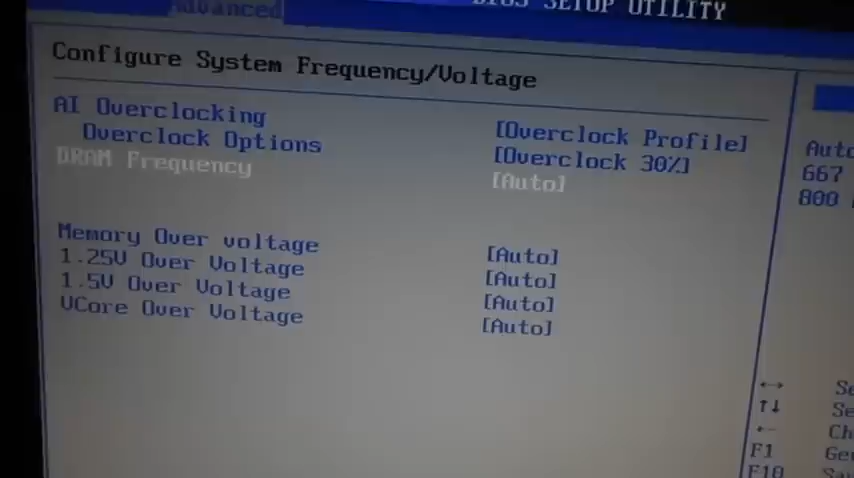 BIOS SETUP UTILITY
Advanced
Configure System Frequency/Voltage
AI Overclocking [Overclock Profile]
Overclock Options [Overclock 30%]
DRAM Frequency [Auto]
Memory Over voltage [Auto]
1.25V Over Voltage [Auto]
1.5V Over Voltage [Auto]
VCore Over Voltage [Auto]
Auto
667
800
↔
↑↓
←
F1
F10